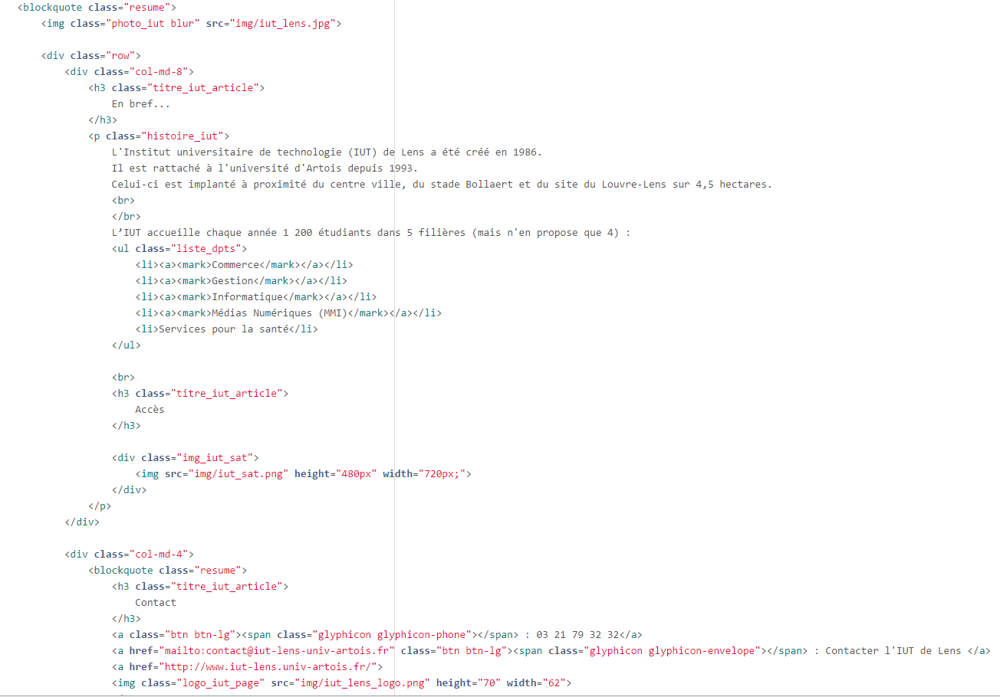 <blockquote class="resume">
<img class="photo_iut blur" src="img/iut_lens.jpg">
<div class="row">
<div class="col-md-8">
<h3 class="titre_iut_article">
En bref...
</h3>
<p class="histoire_iut">
L'Institut universitaire de technologie (IUT) de Lens a été créé en 1986.
Il est rattaché à l'université d'Artois depuis 1993.
Celui-ci est implanté à proximité du centre ville, du stade Bollaert et du site du Louvre-Lens sur 4,5 hectares.
<br>
</br>
L’IUT accueille chaque année 1 200 étudiants dans 5 filières (mais n'en propose que 4) :
<ul class="liste_dpts">
<li><a><mark>Commerce</mark></a></li>
<li><a><mark>Gestion</mark></a></li>
<li><a><mark>Informatique</mark></a></li>
<li><a><mark>Médias Numériques (MMI)</mark></a></li>
<li>Services pour la santé</li>
</ul>
<br>
<h3 class="titre_iut_article">
Accès
</h3>
<div class="img_iut_sat">
<img src="img/iut_sat.png" height="480px" width="720px;">
</div>
</p>
</div>
<div class="col-md-4">
<blockquote class="resume">
<h3 class="titre_iut_article">
Contact
</h3>
<a class="btn btn-lg"><span class="glyphicon glyphicon-phone"></span> : 03 21 79 32 32</a>
<a href="mailto:contact@iut-lens-univ-artois.fr" class="btn btn-lg"><span class="glyphicon glyphicon-envelope"></span> : Contacter l'IUT de Lens </a>
<a href="http://www.iut-lens.univ-artois.fr/">
<img class="logo_iut_page" src="img/iut_lens_logo.png" height="70" width="62">